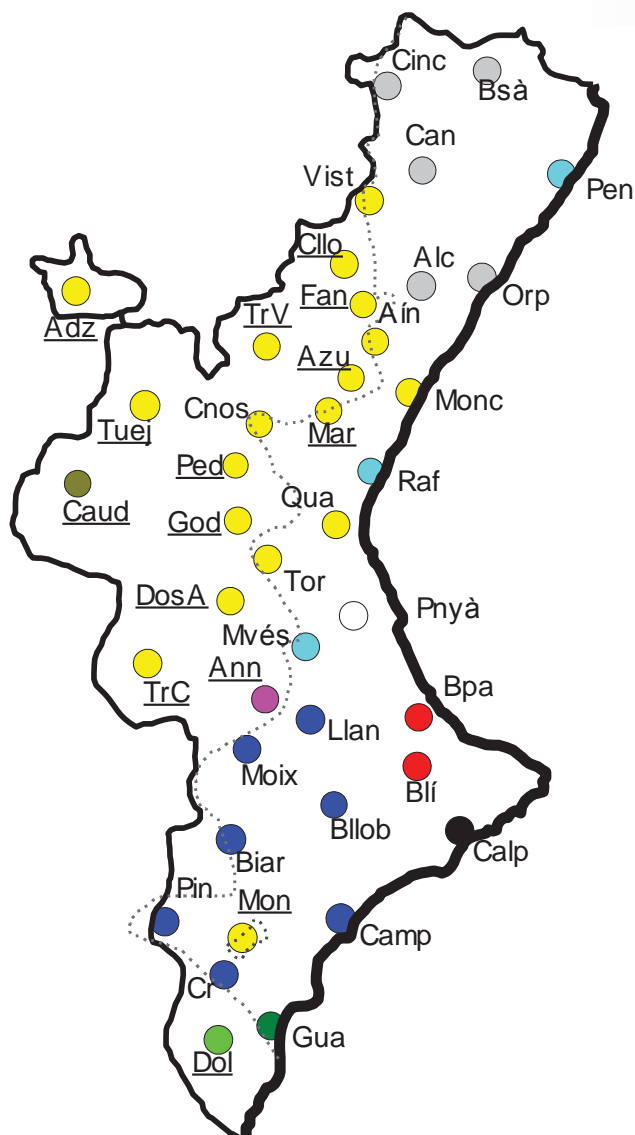 Cinc
Bsà
Can
Vist
Pen
Cllo
Alc
Fan
Orp
Adz
TrV
Aín
Azu
Monc
Cnos
Mar
Tuej
Ped
Raf
Caud
Qua
God
Tor
DosA
Pnyà
Mvés
Ann
TrC
Bpa
Llan
Moix
Blí
Bllob
Calp
Biar
Pin
Mon
Camp
Cr
Gua
Dol